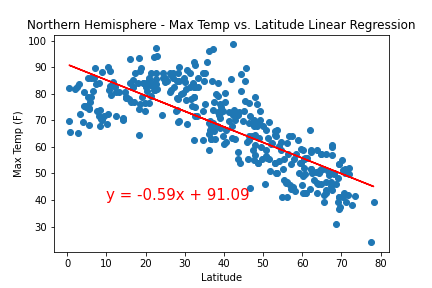 Northern Hemisphere - Max Temp vs. Latitude Linear Regression
100
90
80
70
60
50
40
30
Max Temp (F)
y = -0.59x + 91.09
0 10 20 30 40 50 60 70 80
Latitude